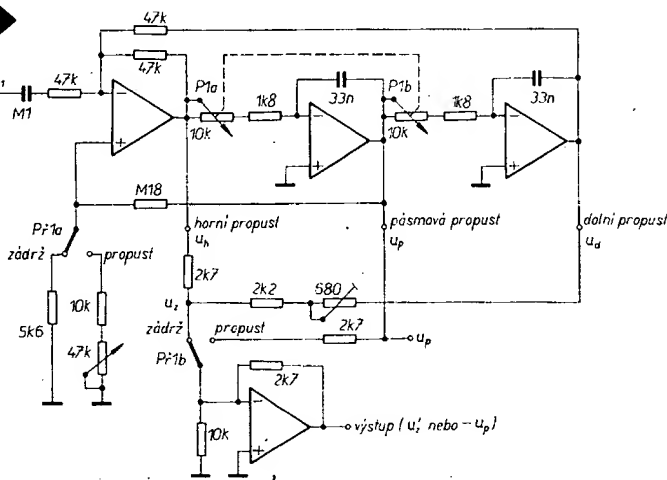 47k
47k
47k
M1
P1a
10k
1k8
33n
P1b
10k
1k8
33n
M18
Př1a
zádrž
propust
horní propust
u_h
pásmová propust
u_p
dolní propust
u_d
5k6
10k
47k
2k7
u_z
2k2
580
zádrž
propust
2k7
u_p
Př1b
2k7
10k
výstup (u_z' nebo -u_p)